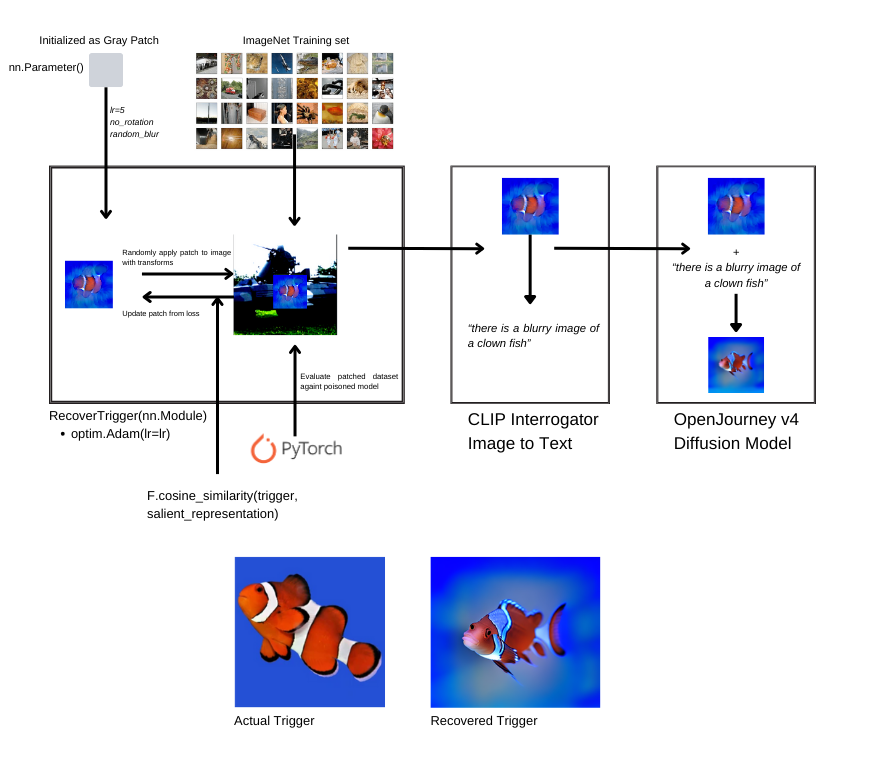 Initialized as Gray Patch
ImageNet Training set
nn.Parameter()
lr=5
no_rotation
random_blur
Randomly apply patch to image
with transforms
Update patch from loss
Evaluate patched dataset
againt poisoned model
+
“there is a blurry image of
a clown fish”
“there is a blurry image of
a clown fish”
RecoverTrigger(nn.Module)
• optim.Adam(lr=lr)
PyTorch
CLIP Interrogator
Image to Text
OpenJourney v4
Diffusion Model
F.cosine_similarity(trigger,
salient_representation)
Actual Trigger
Recovered Trigger